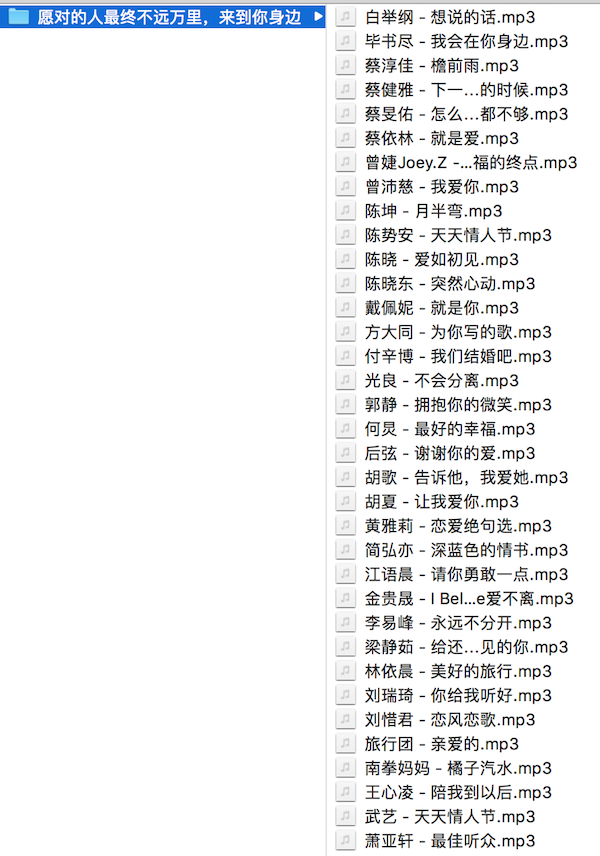 愿对的人最终不远万里，来到你身边
白举纲 - 想说的话.mp3
毕书尽 - 我会在你身边.mp3
蔡淳佳 - 檐前雨.mp3
蔡健雅 - 下一…的时候.mp3
蔡旻佑 - 怎么…都不够.mp3
蔡依林 - 就是爱.mp3
曾婕Joey.Z -…福的终点.mp3
曾沛慈 - 我爱你.mp3
陈坤 - 月半弯.mp3
陈势安 - 天天情人节.mp3
陈晓 - 爱如初见.mp3
陈晓东 - 突然心动.mp3
戴佩妮 - 就是你.mp3
方大同 - 为你写的歌.mp3
付辛博 - 我们结婚吧.mp3
光良 - 不会分离.mp3
郭静 - 拥抱你的微笑.mp3
何炅 - 最好的幸福.mp3
后弦 - 谢谢你的爱.mp3
胡歌 - 告诉他，我爱她.mp3
胡夏 - 让我爱你.mp3
黄雅莉 - 恋爱绝句选.mp3
简弘亦 - 深蓝色的情书.mp3
江语晨 - 请你勇敢一点.mp3
金贵晟 - I Bel…e爱不离.mp3
李易峰 - 永远不分开.mp3
梁静茹 - 给还…见的你.mp3
林依晨 - 美好的旅行.mp3
刘瑞琦 - 你给我听好.mp3
刘惜君 - 恋风恋歌.mp3
旅行团 - 亲爱的.mp3
南拳妈妈 - 橘子汽水.mp3
王心凌 - 陪我到以后.mp3
武艺 - 天天情人节.mp3
萧亚轩 - 最佳听众.mp3